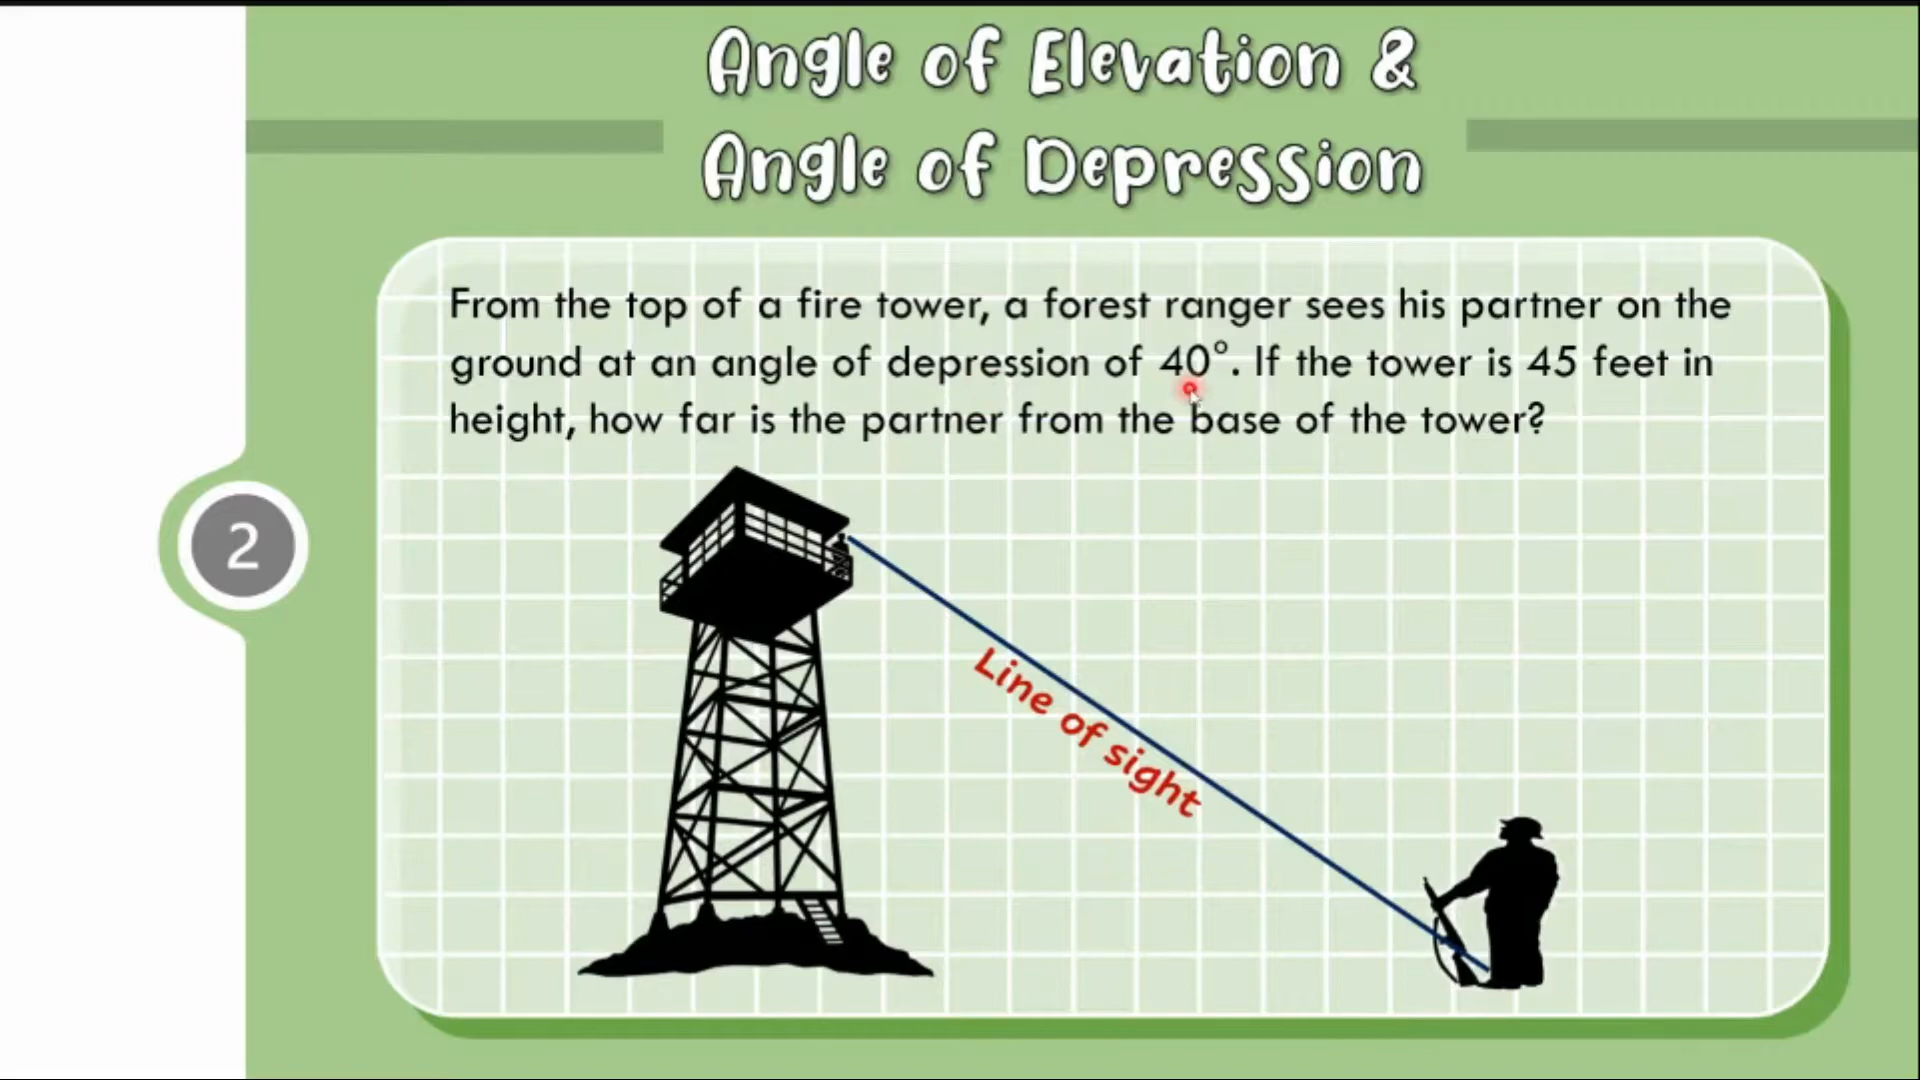 Angle of Elevation &
Angle of Depression
From the top of a fire tower, a forest ranger sees his partner on the
ground at an angle of depression of 40°. If the tower is 45 feet in
height, how far is the partner from the base of the tower?
2
Line of sight